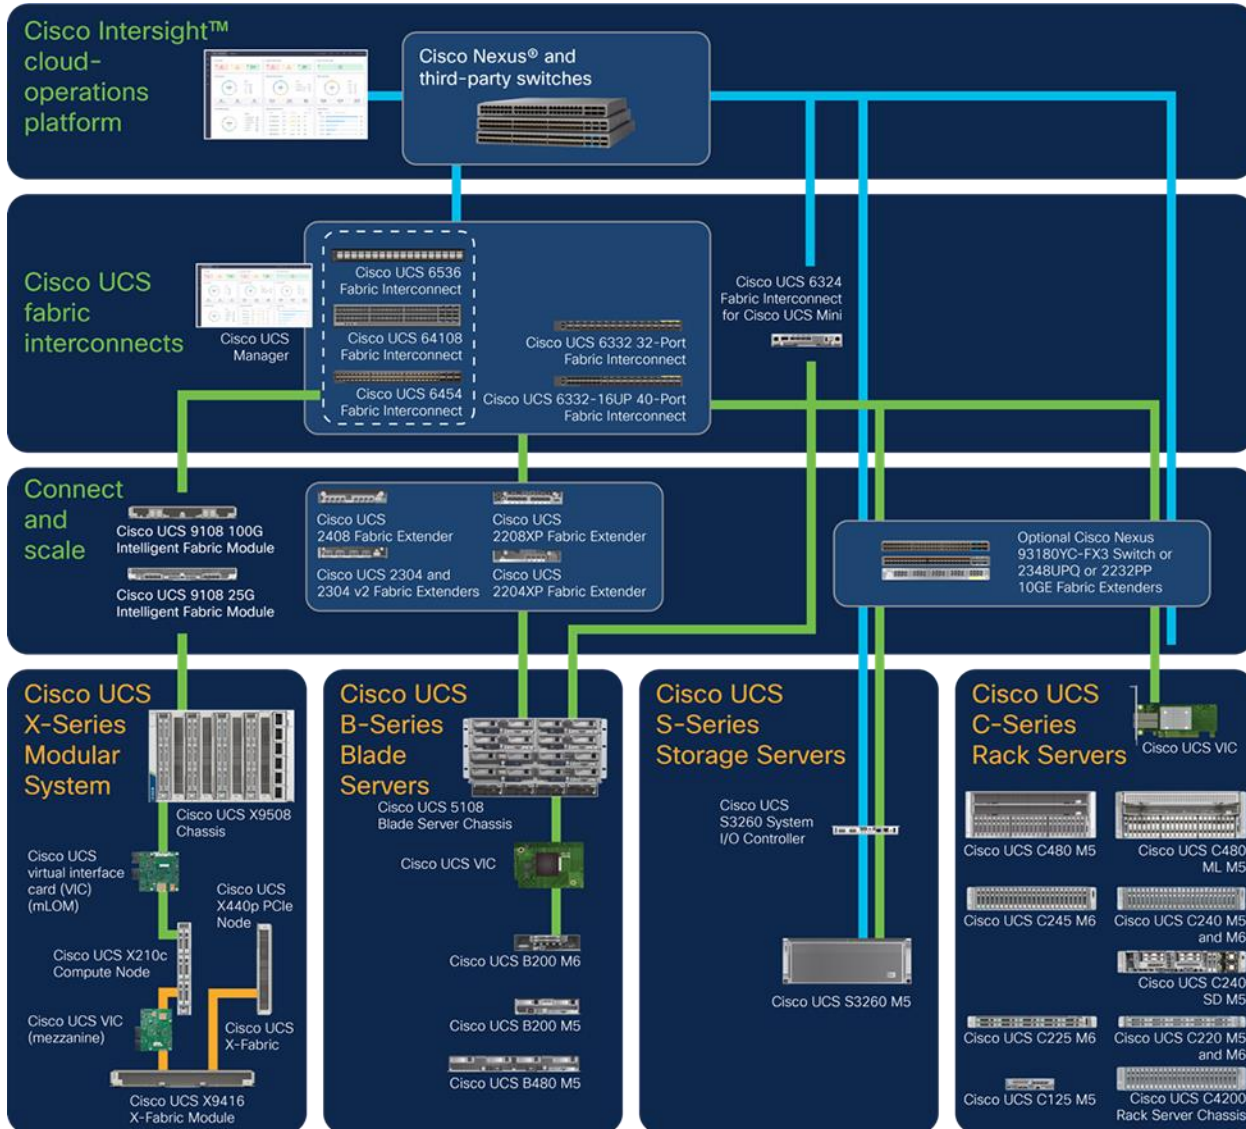 Cisco Intersight™
cloud-
operations
platform
Cisco Nexus® and
third-party switches
Cisco UCS
fabric
interconnects
Cisco UCS
Manager
Cisco UCS 6536
Fabric Interconnect
Cisco UCS 64108
Fabric Interconnect
Cisco UCS 6454
Fabric Interconnect
Cisco UCS 6332 32-Port
Fabric Interconnect
Cisco UCS 6332-16UP 40-Port
Fabric Interconnect
Cisco UCS 6324
Fabric Interconnect
for Cisco UCS Mini
Connect
and
scale
Cisco UCS 9108 100G
Intelligent Fabric Module
Cisco UCS 9108 25G
Intelligent Fabric Module
Cisco UCS
2408 Fabric Extender
Cisco UCS
2208XP Fabric Extender
Cisco UCS 2304 and
2304 v2 Fabric Extenders
Cisco UCS
2204XP Fabric Extender
Optional Cisco Nexus
93180YC-FX3 Switch or
2348UPQ or 2232PP
10GE Fabric Extenders
Cisco UCS
X-Series
Modular
System
Cisco UCS X9508
Chassis
Cisco UCS
virtual interface
card (VIC)
(mLOM)
Cisco UCS
X440p PCIe
Node
Cisco UCS X210c
Compute Node
Cisco UCS VIC
(mezzanine)
Cisco UCS
X-Fabric
Cisco UCS X9416
X-Fabric Module
Cisco UCS
B-Series
Blade
Servers
Cisco UCS 5108
Blade Server Chassis
Cisco UCS VIC
Cisco UCS B200 M6
Cisco UCS B200 M5
Cisco UCS B480 M5
Cisco UCS
S-Series
Storage Servers
Cisco UCS
S3260 System
I/O Controller
Cisco UCS S3260 M5
Cisco UCS
C-Series
Rack Servers
Cisco UCS VIC
Cisco UCS C480 M5
Cisco UCS C480
ML M5
Cisco UCS C245 M6
Cisco UCS C240 M5
and M6
Cisco UCS C240
SD M5
Cisco UCS C225 M6
Cisco UCS C220 M5
and M6
Cisco UCS C125 M5
Cisco UCS C4200
Rack Server Chassis